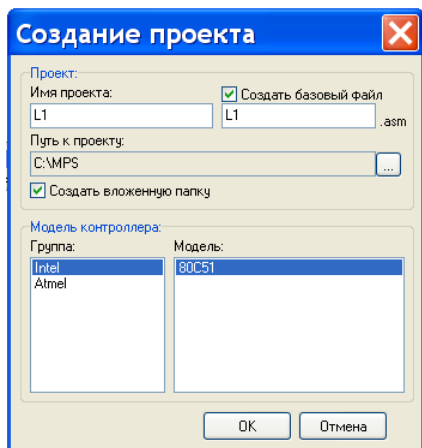 Создание проекта
Проект:
Имя проекта:
Создать базовый файл
L1
L1
.asm
Путь к проекту:
C:\MPS
...
Создать вложенную папку
Модель контроллера:
Группа:
Модель:
Intel
80C51
Atmel
OK
Отмена